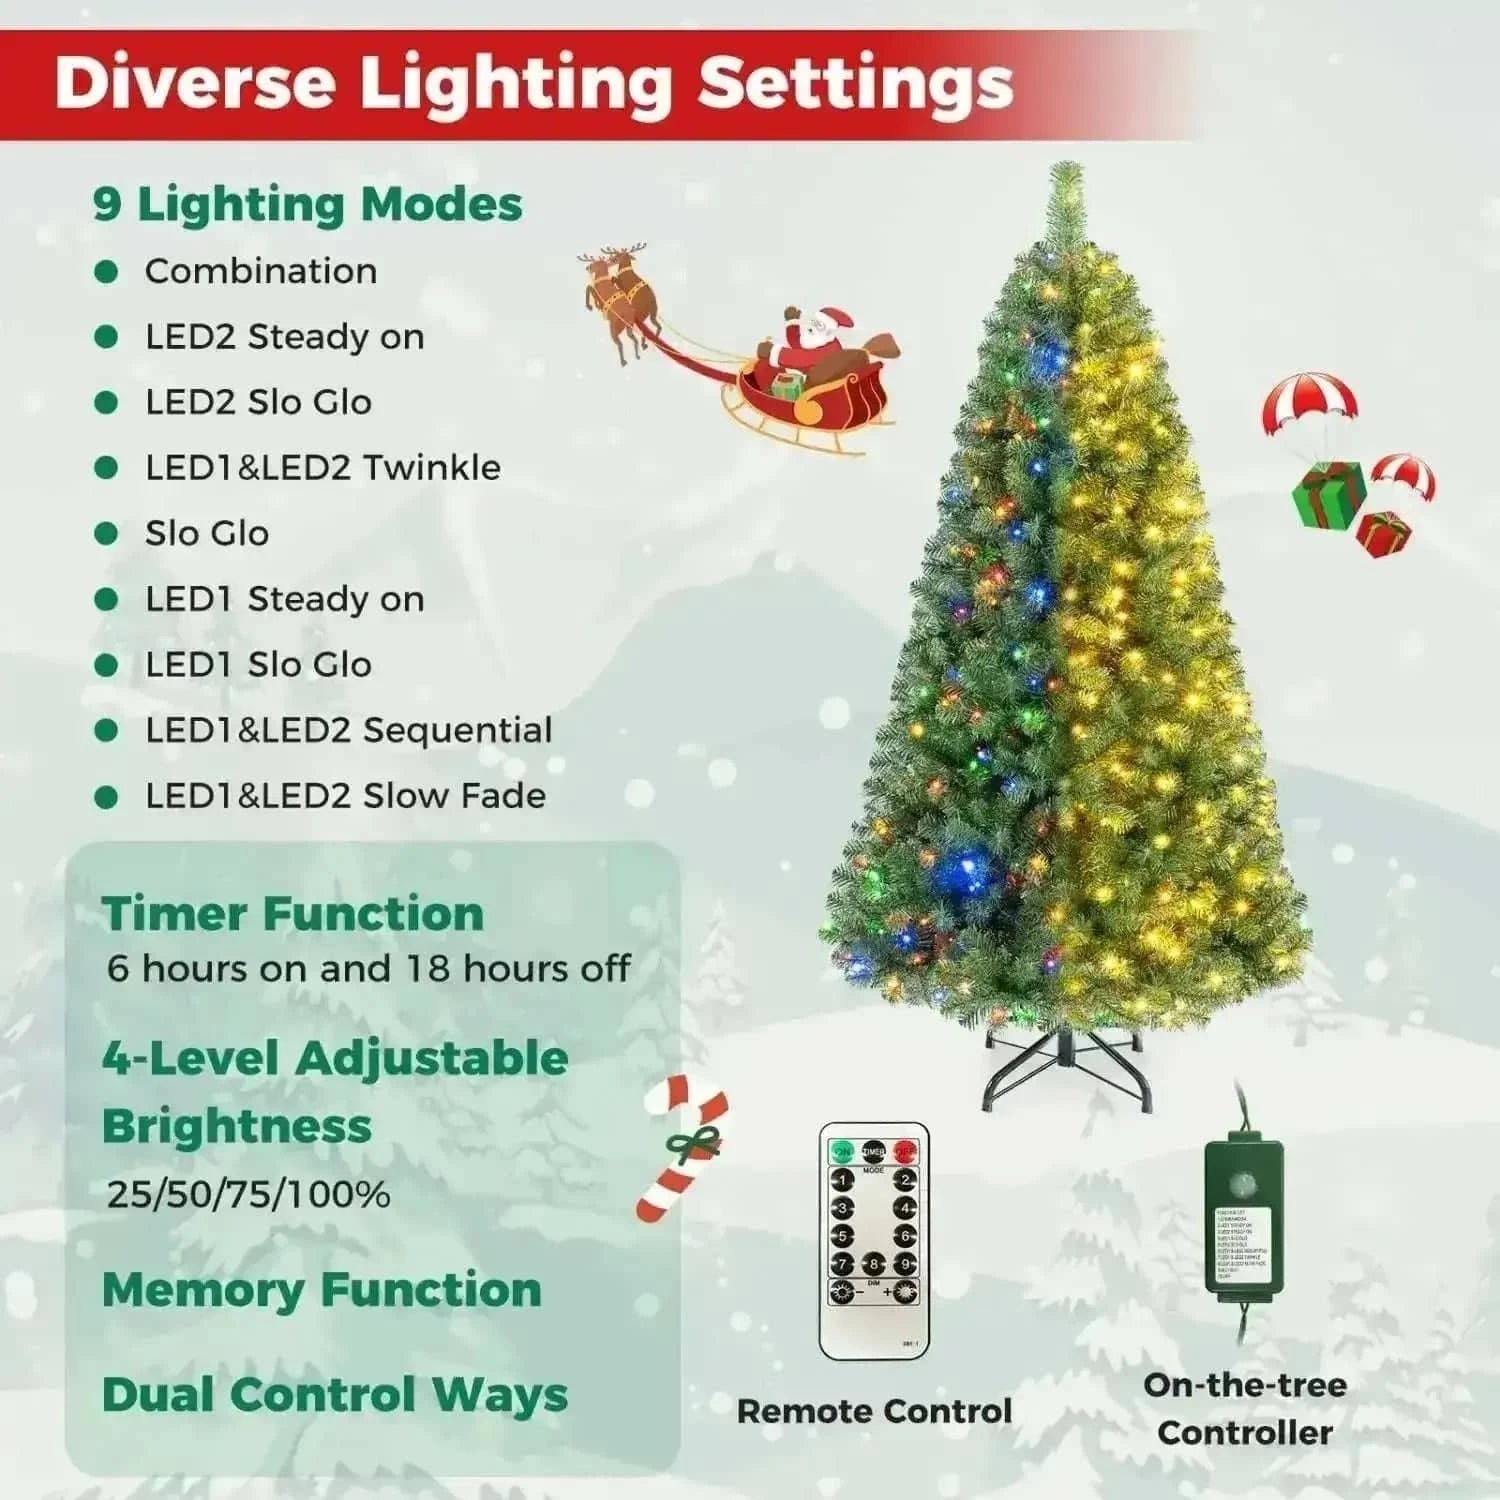 Diverse Lighting Settings
9 Lighting Modes
Combination
LED2 Steady on
LED2 Slo Glo
LED1&LED2 Twinkle
Slo Glo
LED1 Steady on
LED1 Slo Glo
LED1&LED2 Sequential
LED1&LED2 Slow Fade
Timer Function
6 hours on and 18 hours off
4-Level Adjustable
Brightness
25/50/75/100%
Memory Function
Dual Control Ways
ON TIMER OFF
MODE
1 2
3 4
5 6
7 8 9
DIM
- +
Remote Control
On-the-tree
Controller